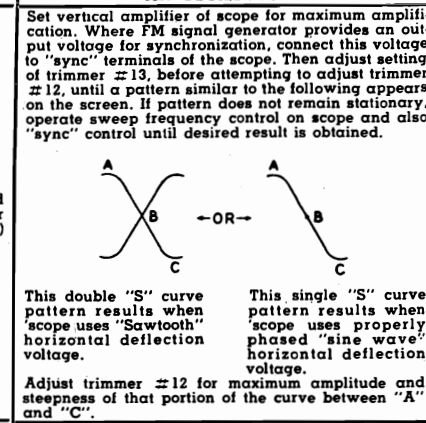 Set vertical amplifier of scope for maximum amplifi-
cation. Where FM signal generator provides an out-
put voltage for synchronization, connect this voltage
to "sync" terminals of the scope. Then adjust setting
of trimmer #13, before attempting to adjust trimmer
#12, until a pattern similar to the following appears
on the screen. If pattern does not remain stationary,
operate sweep frequency control on scope and also
"sync" control until desired result is obtained.
A
B
C
←OR→
A
B
C
This double "S" curve
pattern results when
'scope uses "Sawtooth"
horizontal deflection
voltage.
This single "S" curve
pattern results when
'scope uses properly
phased "sine wave"
horizontal deflection
voltage.
Adjust trimmer #12 for maximum amplitude and
steepness of that portion of the curve between "A"
and "C".